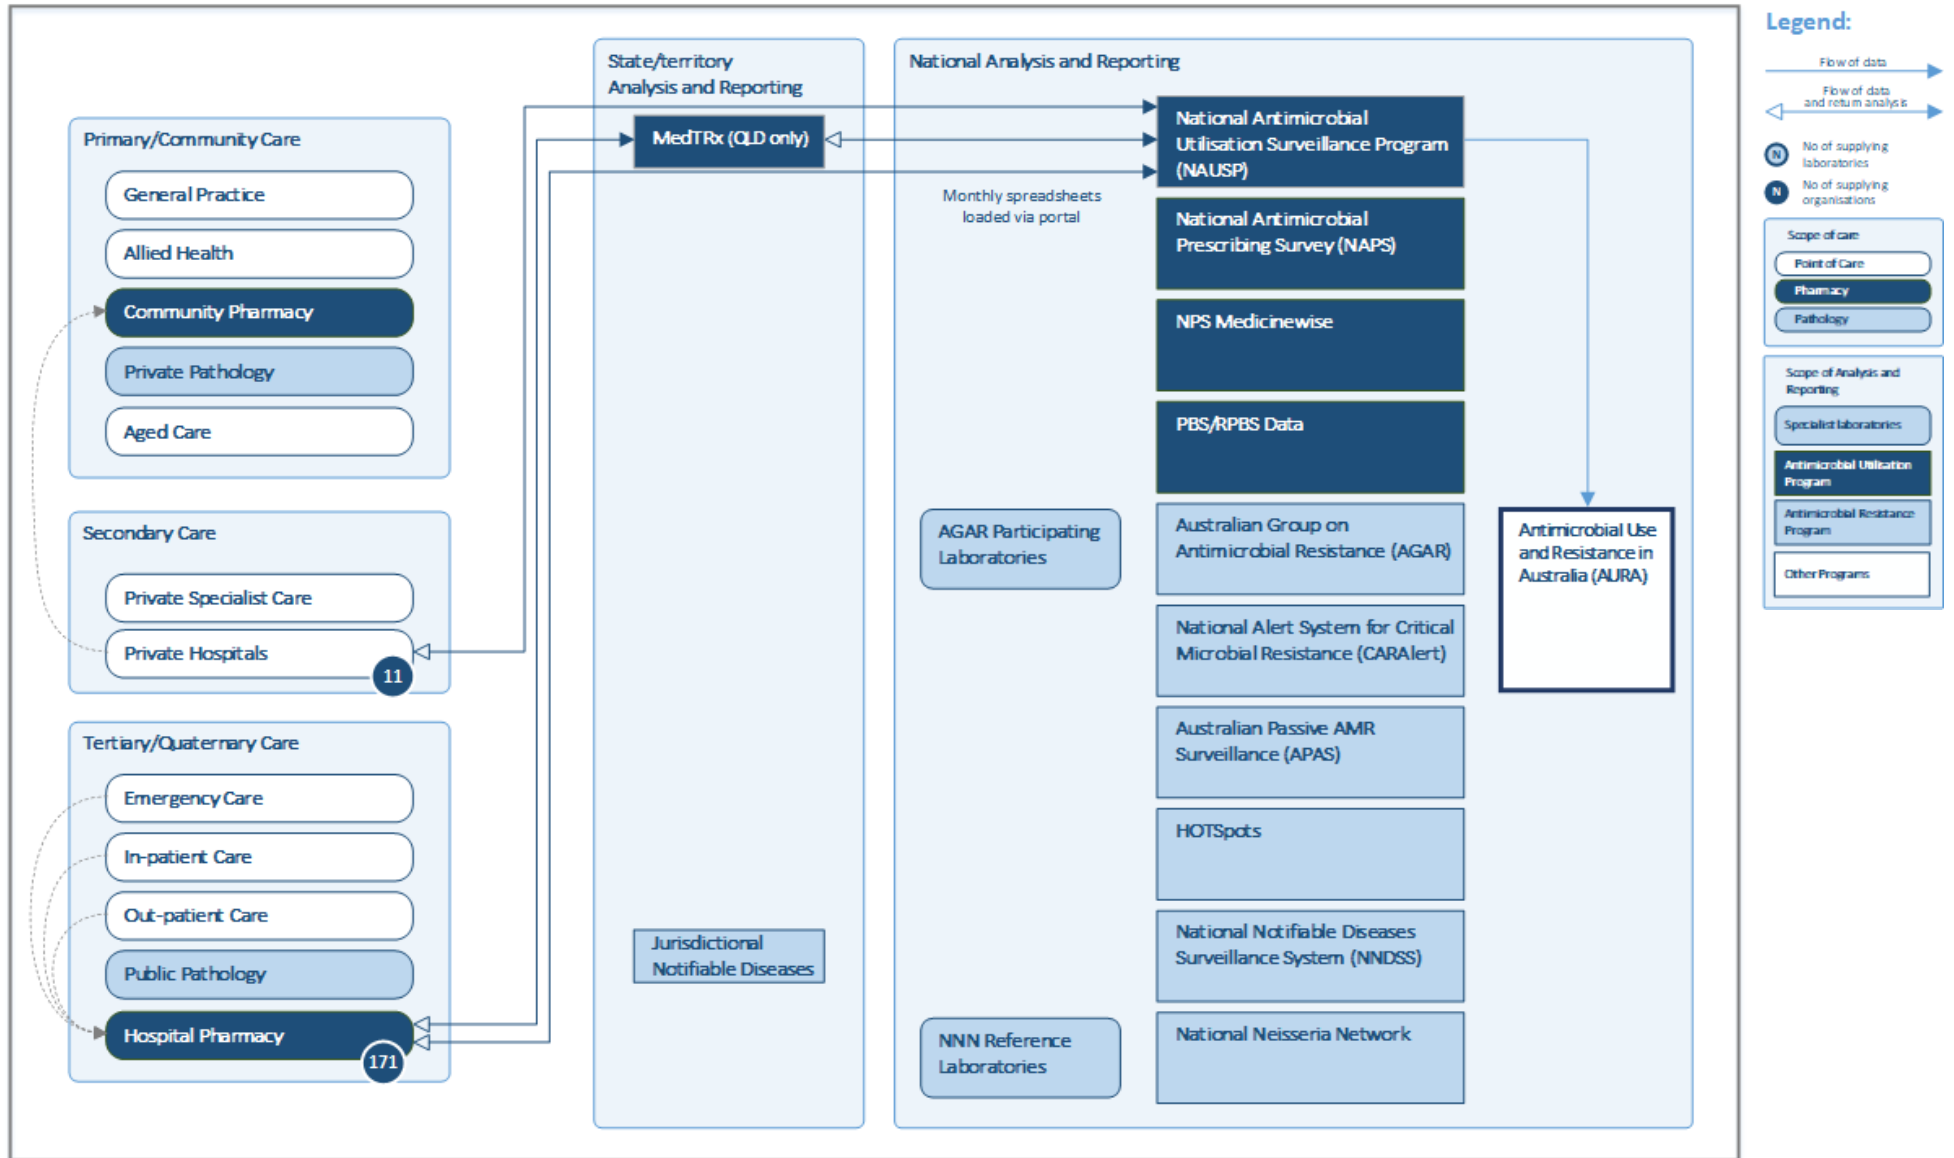 Primary/Community Care
General Practice
Allied Health
Community Pharmacy
Private Pathology
Aged Care
Secondary Care
Private Specialist Care
Private Hospitals
11
Tertiary/Quaternary Care
Emergency Care
In-patient Care
Out-patient Care
Public Pathology
Hospital Pharmacy
171
State/territory
Analysis and Reporting
MedTRx (QLD only)
Jurisdictional
Notifiable Diseases
National Analysis and Reporting
Monthly spreadsheets
loaded via portal
AGAR Participating
Laboratories
NNN Reference
Laboratories
National Antimicrobial
Utilisation Surveillance Program
(NAUSP)
National Antimicrobial
Prescribing Survey (NAPS)
NPS Medicinewise
PBS/RPBS Data
Australian Group on
Antimicrobial Resistance (AGAR)
National Alert System for Critical
Microbial Resistance (CARAlert)
Australian Passive AMR
Surveillance (APAS)
HOTSpots
National Notifiable Diseases
Surveillance System (NNDSS)
National Neisseria Network
Antimicrobial Use
and Resistance in
Australia (AURA)
Legend:
Flow of data
Flow of data
and return analysis
N
No of supplying
laboratories
N
No of supplying
organisations
Scope of care
Point of Care
Pharmacy
Pathology
Scope of Analysis and
Reporting
Specialist laboratories
Antimicrobial Utilisation
Program
Antimicrobial Resistance
Program
Other Programs